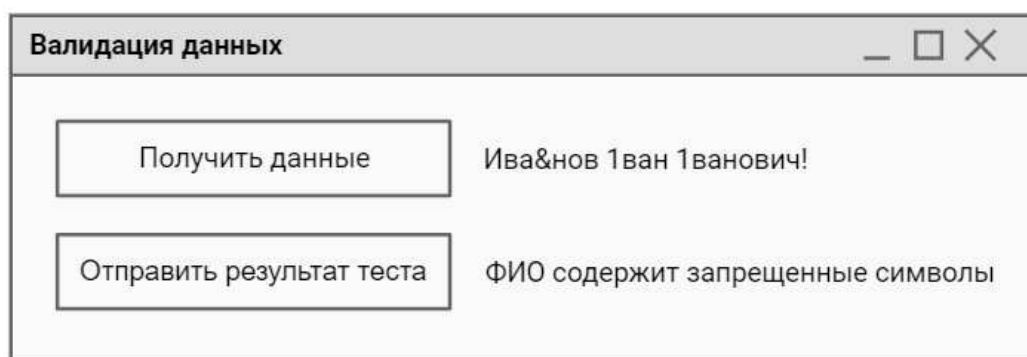 Валидация данных
Получить данные
Ива&нов 1ван 1ванович!
Отправить результат теста
ФИО содержит запрещенные символы